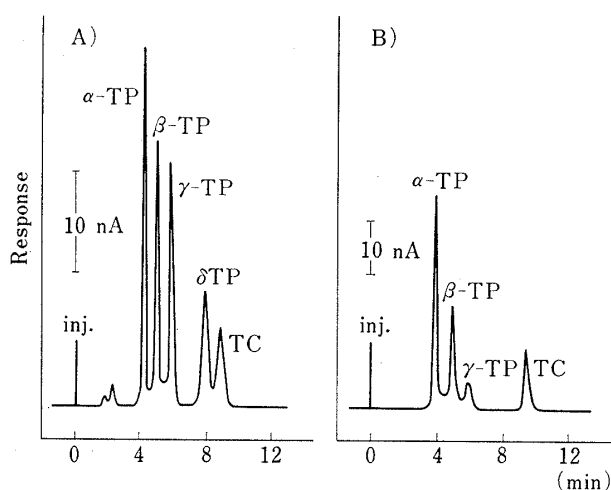 A)
α-TP
β-TP
γ-TP
10 nA
δTP
TC
inj.
Response
0 4 8 12
B)
α-TP
10 nA
β-TP
γ-TP
TC
inj.
0 4 8 12
(min)